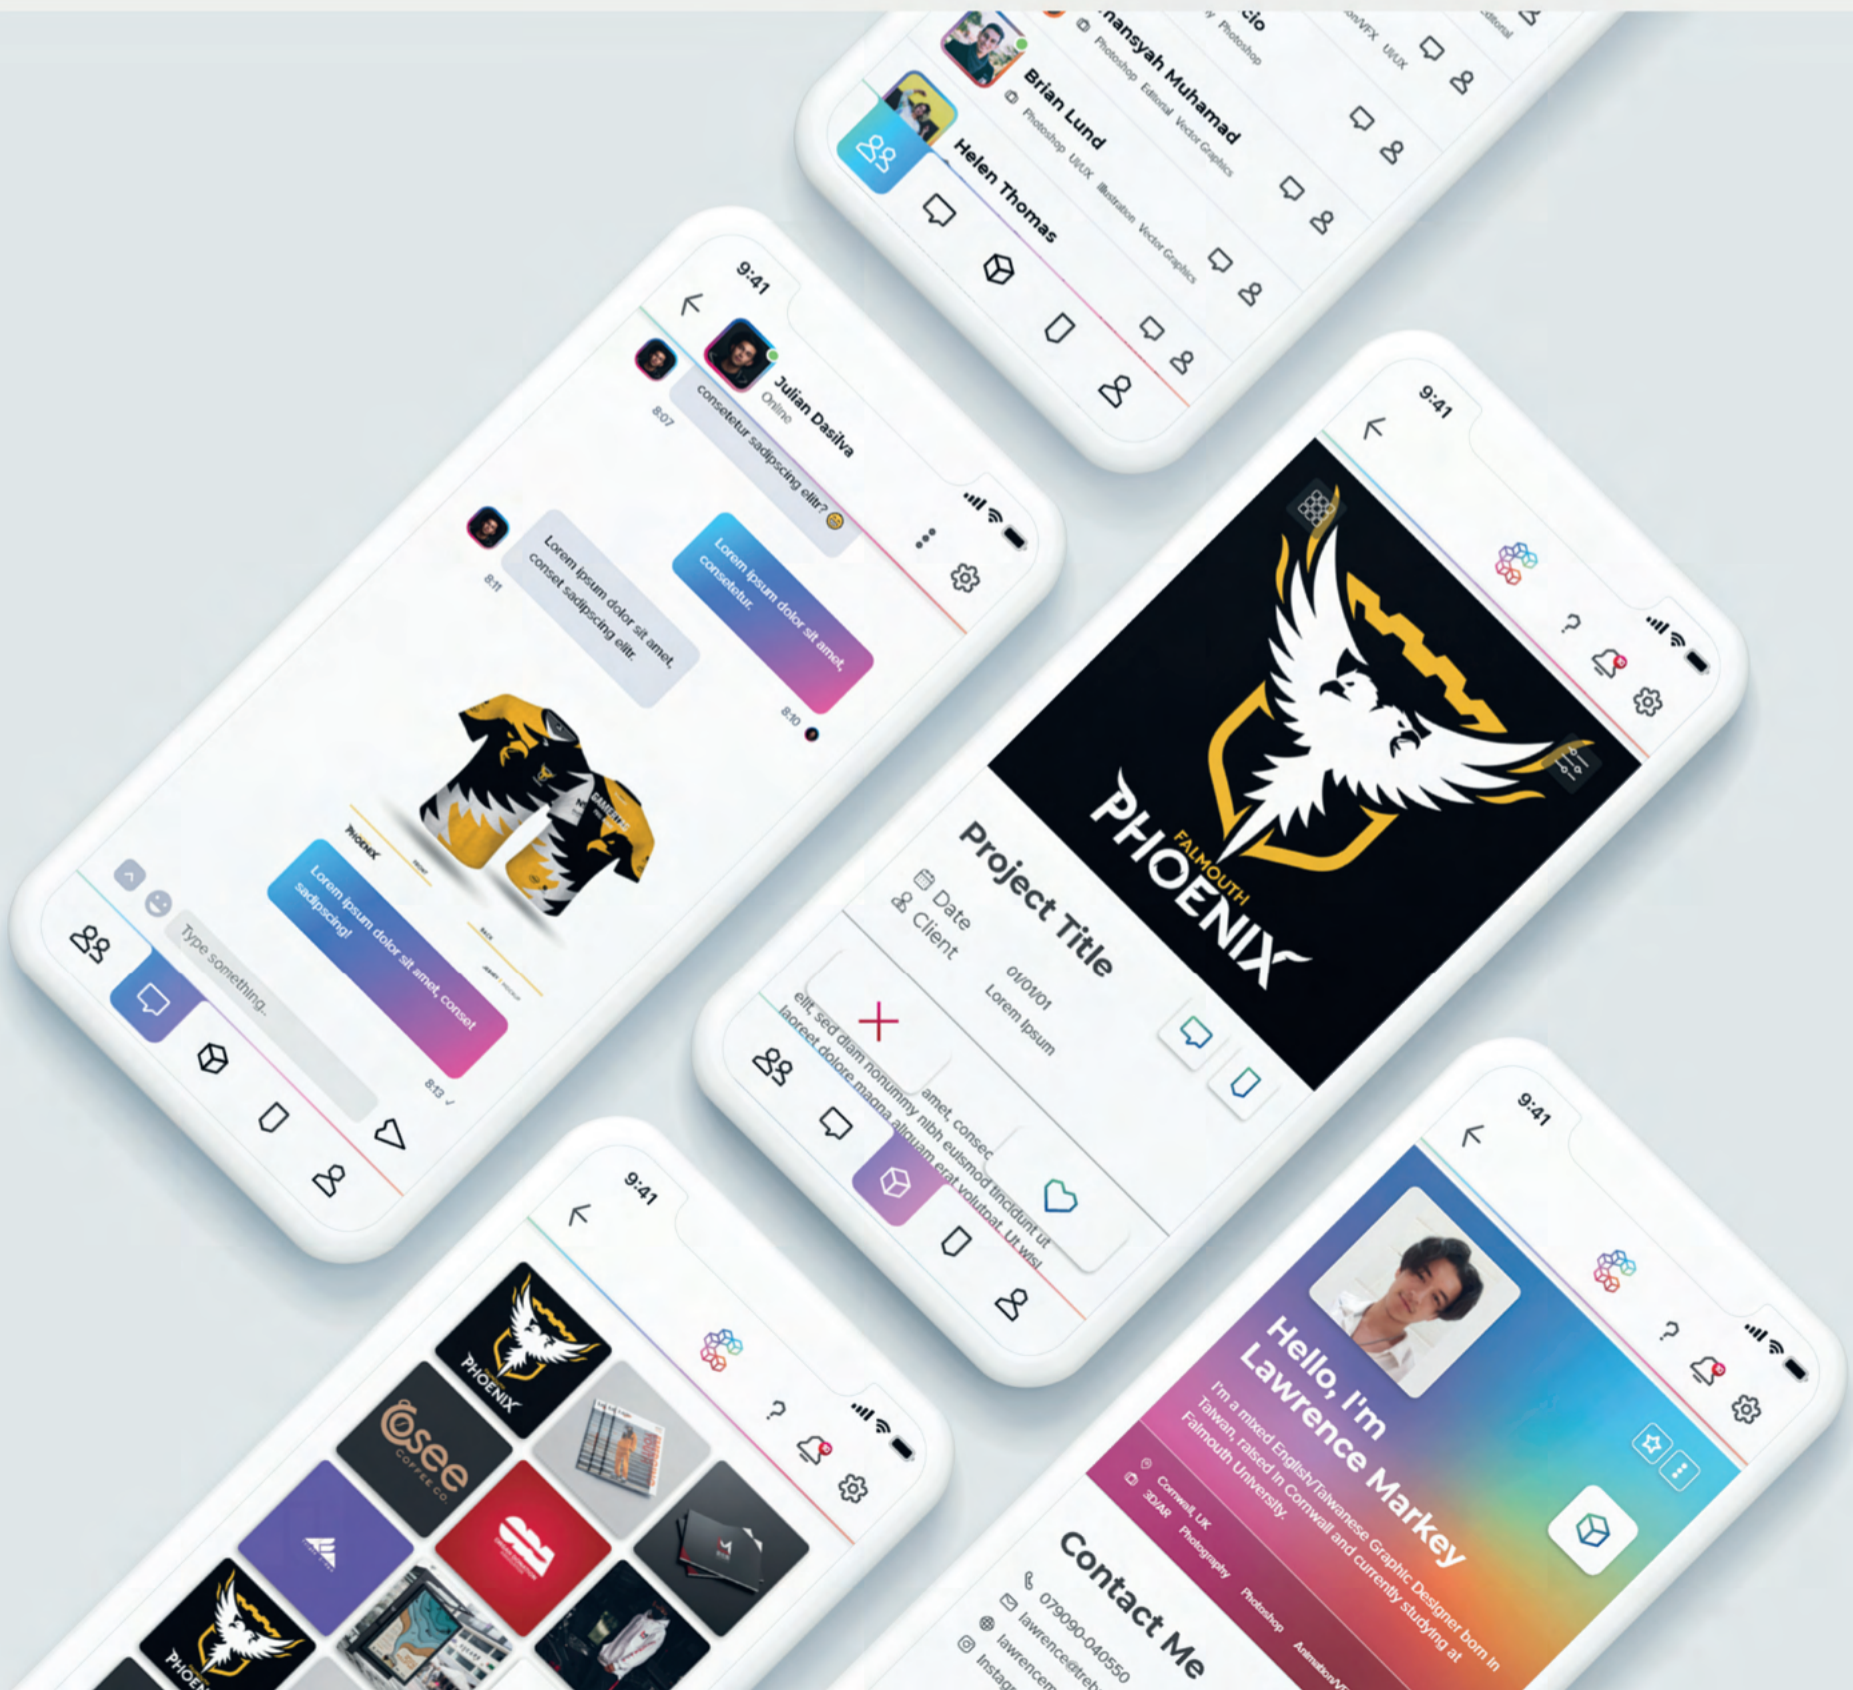 Photoshop
UI/UX
Muhammad
Photoshop Editorial Vector Graphics
Brian Lund
Photoshop UI/UX Illustration Vector Graphics
Helen Thomas
9:41
Julian Dasilva
Online
consetetur sadipscing elitr?
8:07
Lorem ipsum dolor sit amet,
consetetur.
8:10
Lorem ipsum dolor sit amet,
conset sadipscing elitr.
8:11
PHOENIX
BACK
Lorem ipsum dolor sit amet, conset
sadipscing!
8:13
Type something..
9:41
FALMOUTH
PHOENIX
Project Title
Date
01/01/01
Client
Lorem Ipsum
amet, consec
elit, sed diam nonummy nibh euismod tincidunt ut
laoreet dolore magna aliquam erat volutpat. Ut wisi
9:41
PHOENIX
Cosee
COFFEE CO.
9:41
Hello, I'm
Lawrence Markey
I'm a mixed English/Taiwanese Graphic Designer born in
Taiwan, raised in Cornwall and currently studying at
Falmouth University.
Cornwall, UK
3D/AR Photography Photoshop
Contact Me
07090-040550